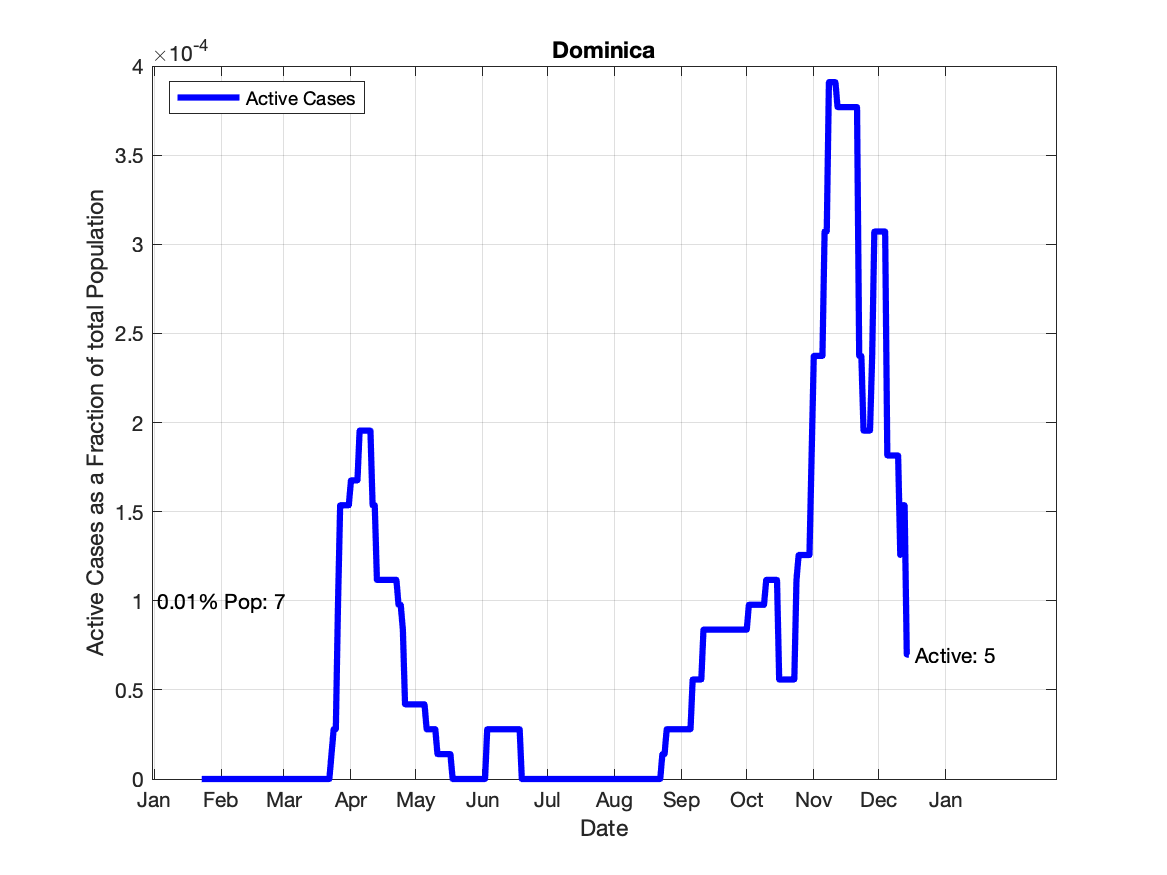 Dominica
×10-4
Active Cases
4
3.5
3
2.5
2
1.5
1
0.5
0
Active Cases as a Fraction of total Population
0.01% Pop: 7
Active: 5
Jan Feb Mar Apr May Jun Jul Aug Sep Oct Nov Dec Jan
Date